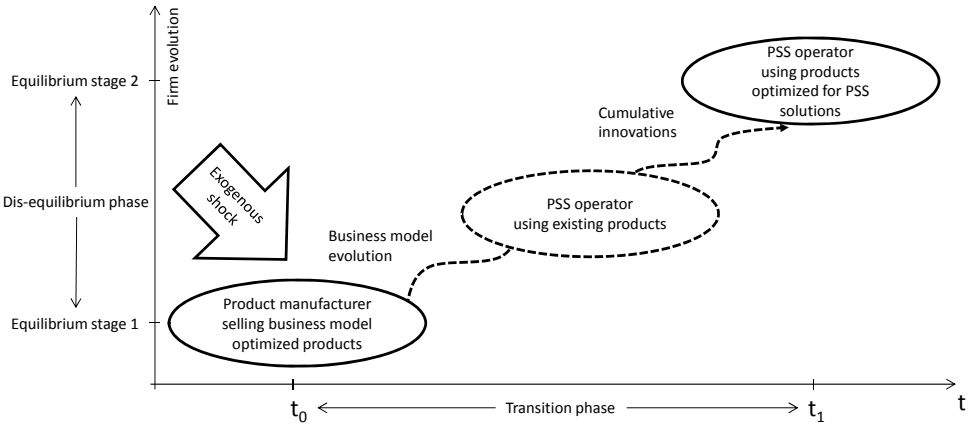 Firm evolution
PSS operator
using products
optimized for PSS
solutions
Equilibrium stage 2
Cumulative
innovations
Exogenous
shock
Dis-equilibrium phase
PSS operator
using existing products
Business model
evolution
Product manufacturer
selling business model
optimized products
Equilibrium stage 1
t0
Transition phase
t1
t